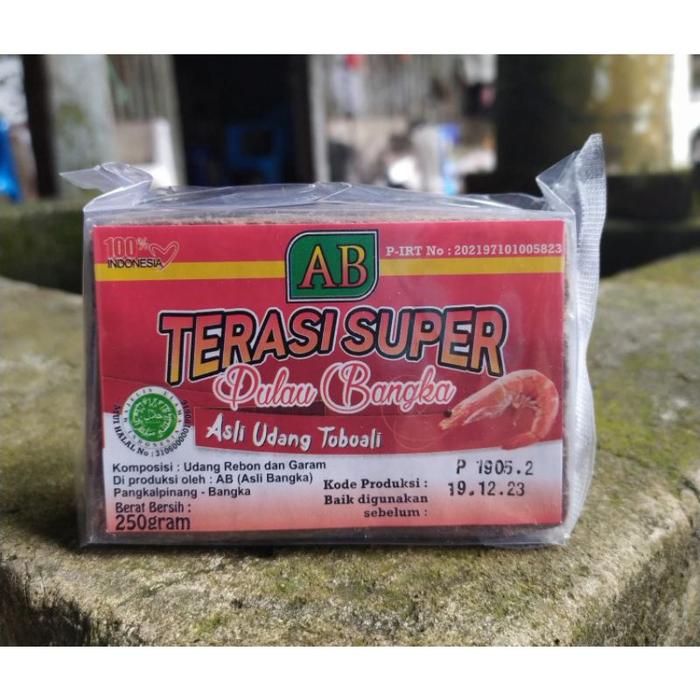 100%
INDONESIA
AB
P-IRT No : 202197101005823
TERASI SUPER
Pulau Bangka
Asli Udang Toboali
Komposisi : Udang Rebon dan Garam
Di produksi oleh : AB (Asli Bangka)
Pangkalpinang - Bangka
Berat Bersih :
250gram
Kode Produksi : P 1905.2
Baik digunakan sebelum : 19.12.23